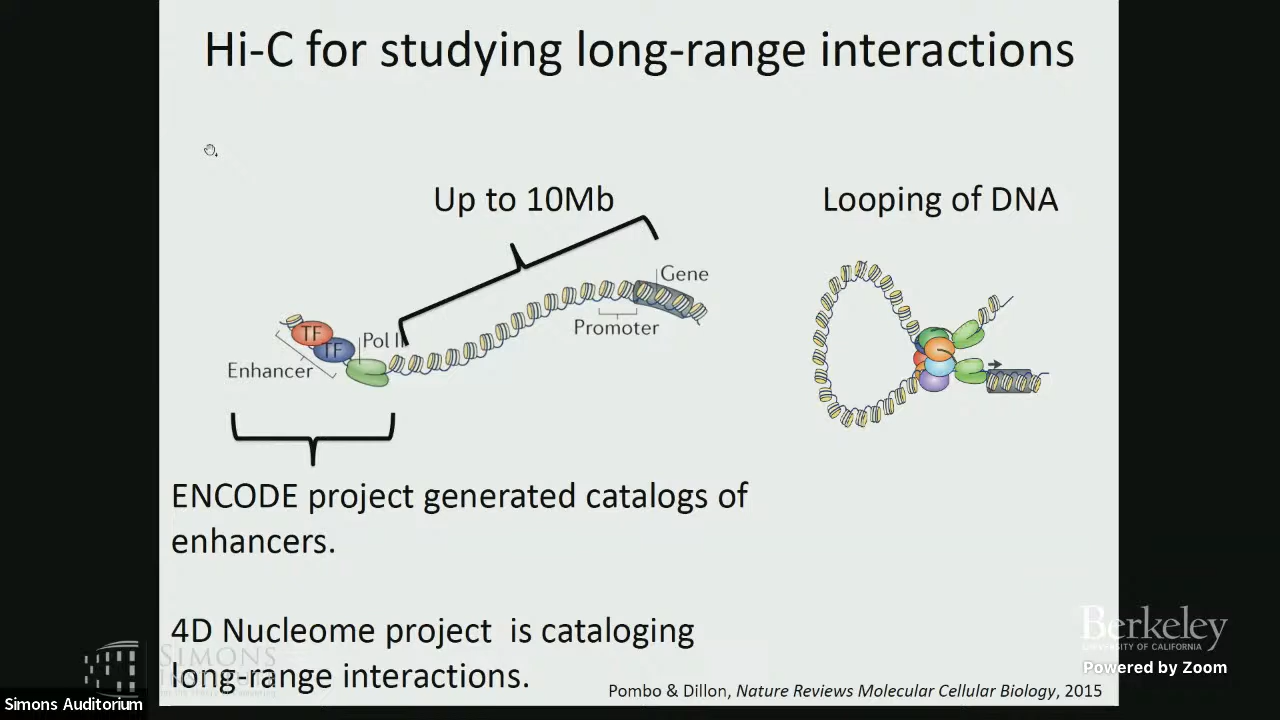 Hi-C for studying long-range interactions
Up to 10Mb
Looping of DNA
Gene
Promoter
TF
TF
Pol II
Enhancer
ENCODE project generated catalogs of
enhancers.
4D Nucleome project is cataloging
long-range interactions.
Pombo & Dillon, Nature Reviews Molecular Cellular Biology, 2015
SIMONS
INSTITUTE
Berkeley
UNIVERSITY OF CALIFORNIA
Powered by Zoom
Simons Auditorium